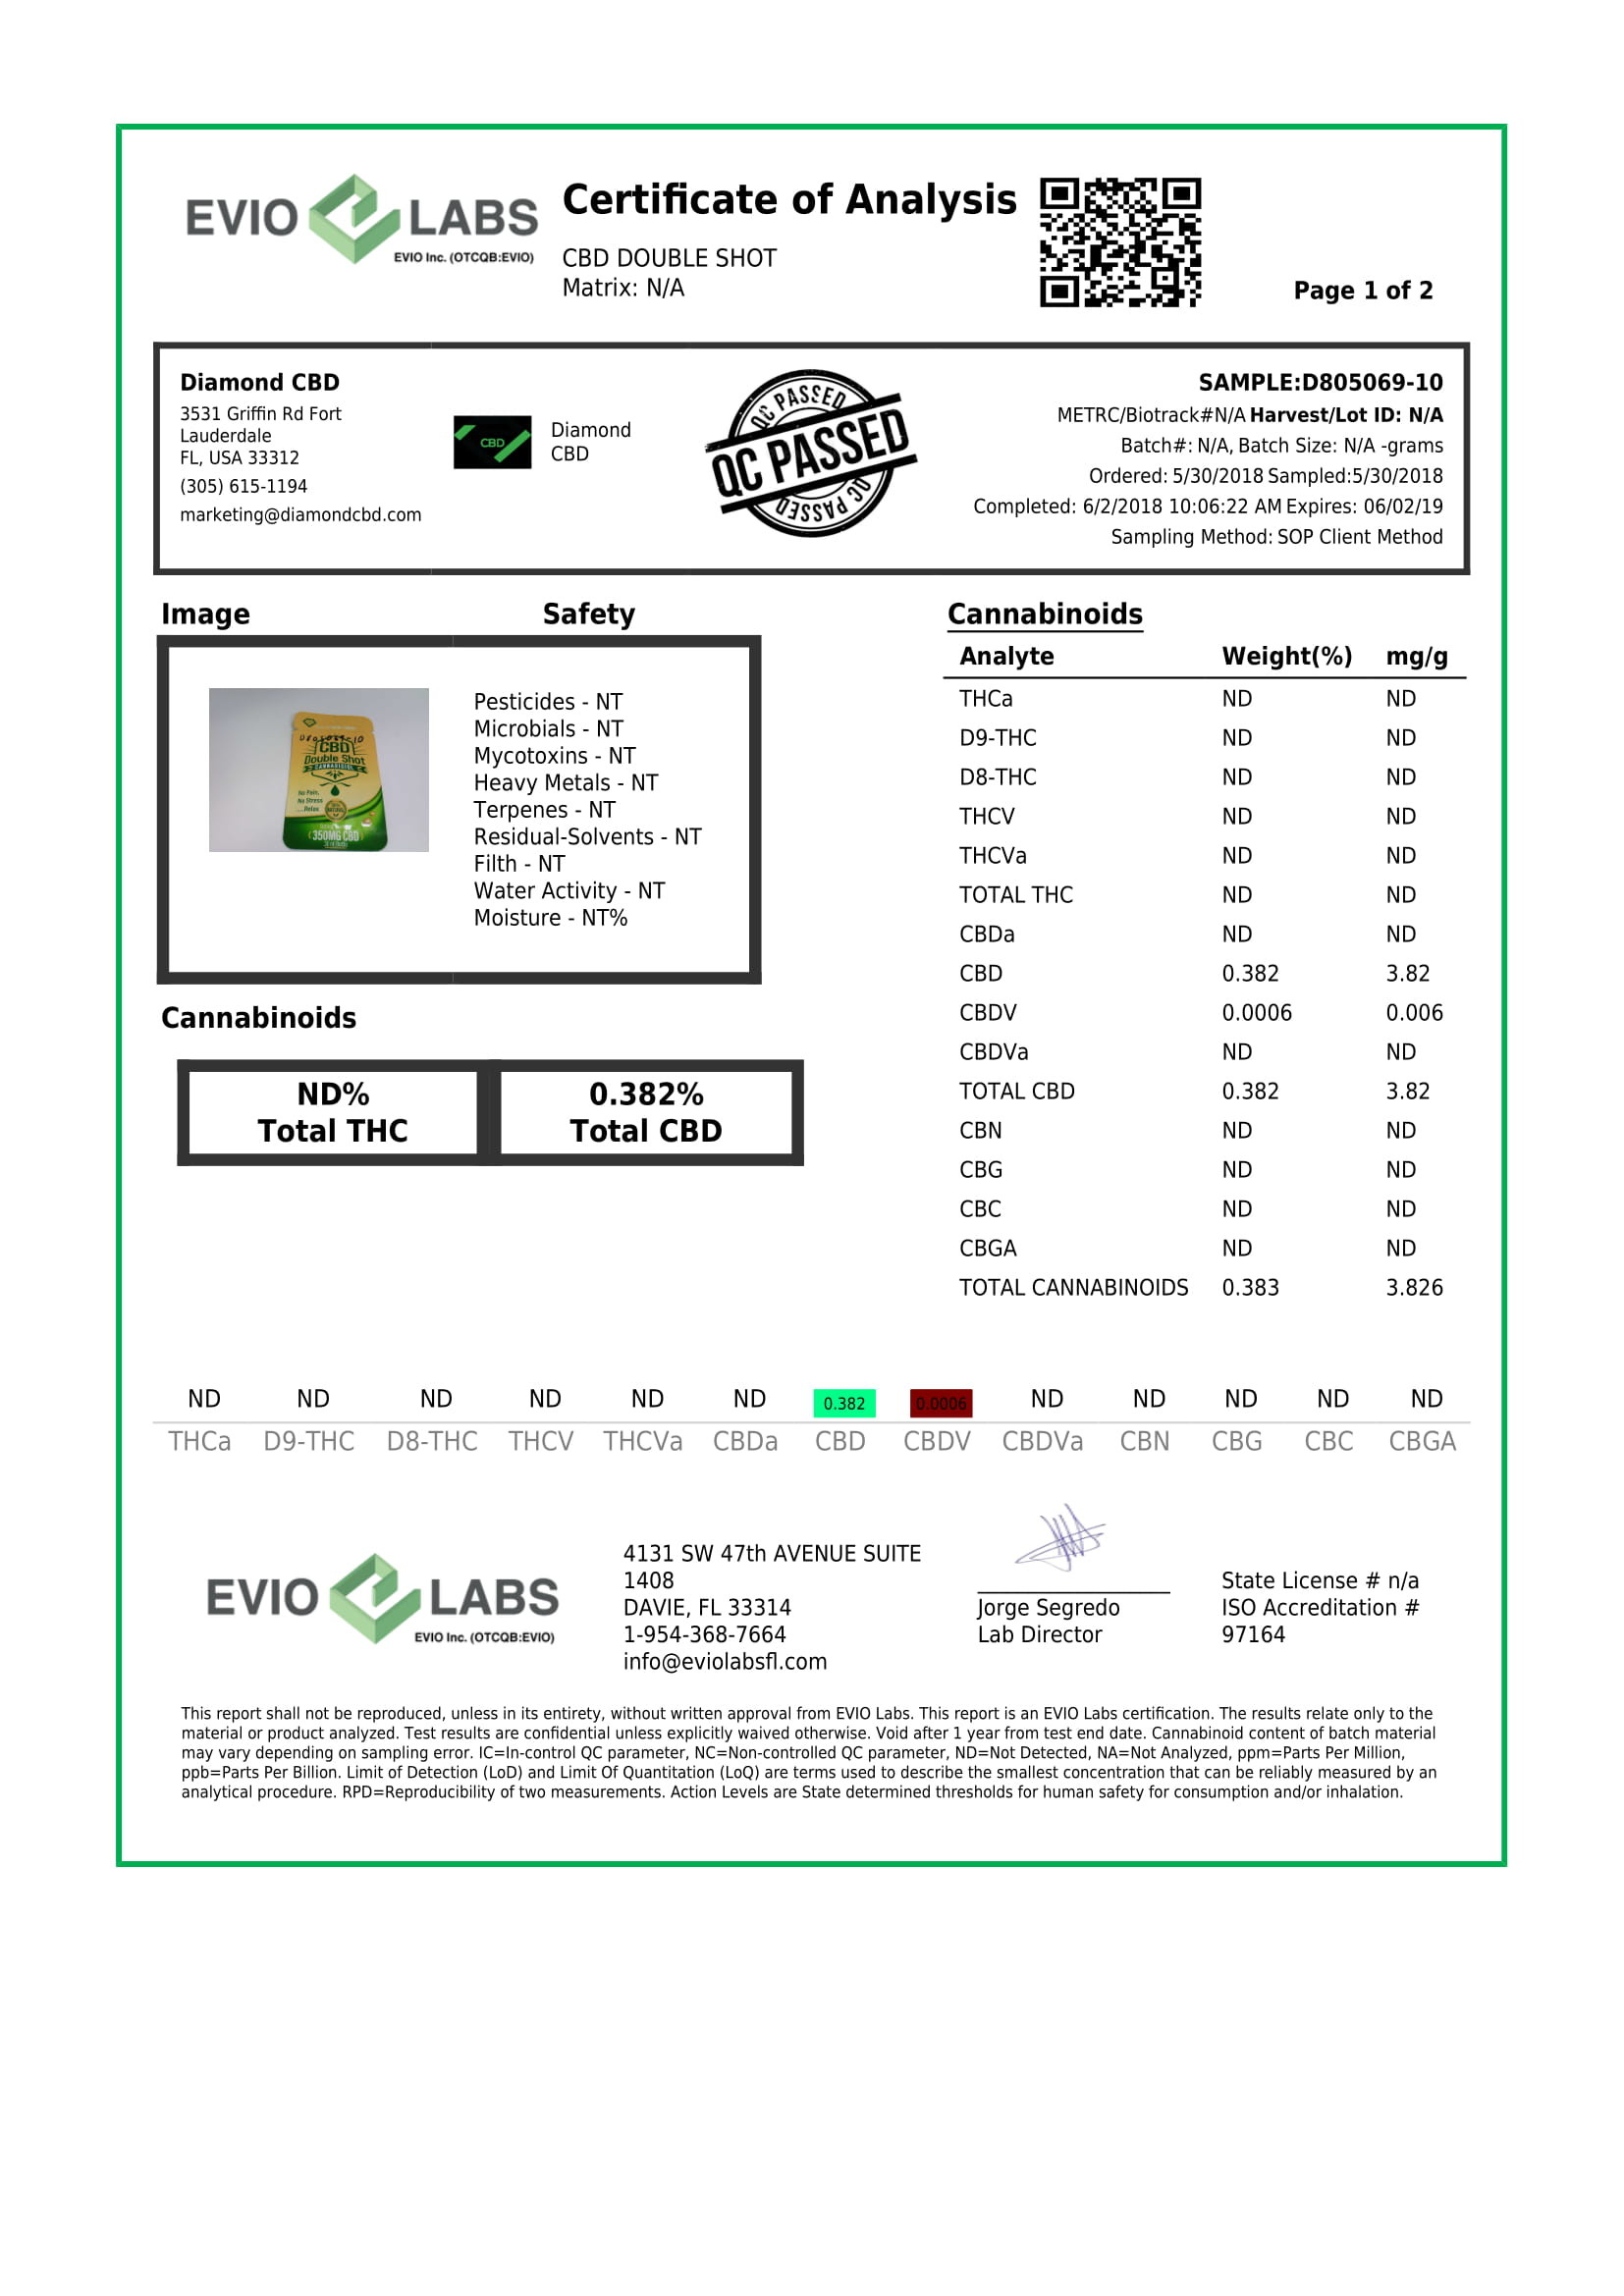 EVIO LABS
EVIO Inc. (OTCQB:EVIO)
Certificate of Analysis
CBD DOUBLE SHOT
Matrix: N/A
Page 1 of 2
Diamond CBD
3531 Griffin Rd Fort
Lauderdale
FL, USA 33312
(305) 615-1194
marketing@diamondcbd.com
CBD
Diamond
CBD
QC PASSED
QC PASSED
QC PASSED
SAMPLE:D805069-10
METRC/Biotrack#N/A Harvest/Lot ID: N/A
Batch#: N/A, Batch Size: N/A -grams
Ordered: 5/30/2018 Sampled:5/30/2018
Completed: 6/2/2018 10:06:22 AM Expires: 06/02/19
Sampling Method: SOP Client Method
Image
Safety
D805069-10
CBD
Double Shot
CANNABIDIOL
No Pain,
No Stress
...Relax
350MG CBD
Pesticides - NT
Microbials - NT
Mycotoxins - NT
Heavy Metals - NT
Terpenes - NT
Residual-Solvents - NT
Filth - NT
Water Activity - NT
Moisture - NT%
Cannabinoids
ND%
Total THC
0.382%
Total CBD
Cannabinoids
Analyte Weight(%) mg/g
THCa ND ND
D9-THC ND ND
D8-THC ND ND
THCV ND ND
THCVa ND ND
TOTAL THC ND ND
CBDa ND ND
CBD 0.382 3.82
CBDV 0.0006 0.006
CBDVa ND ND
TOTAL CBD 0.382 3.82
CBN ND ND
CBG ND ND
CBC ND ND
CBGA ND ND
TOTAL CANNABINOIDS 0.383 3.826
ND ND ND ND ND ND 0.382 0.0006 ND ND ND ND ND
THCa D9-THC D8-THC THCV THCVa CBDa CBD CBDV CBDVa CBN CBG CBC CBGA
EVIO LABS
EVIO Inc. (OTCQB:EVIO)
4131 SW 47th AVENUE SUITE
1408
DAVIE, FL 33314
1-954-368-7664
info@eviolabsfl.com
Jorge Segredo
Lab Director
State License # n/a
ISO Accreditation #
97164
This report shall not be reproduced, unless in its entirety, without written approval from EVIO Labs. This report is an EVIO Labs certification. The results relate only to the
material or product analyzed. Test results are confidential unless explicitly waived otherwise. Void after 1 year from test end date. Cannabinoid content of batch material
may vary depending on sampling error. IC=In-control QC parameter, NC=Non-controlled QC parameter, ND=Not Detected, NA=Not Analyzed, ppm=Parts Per Million,
ppb=Parts Per Billion. Limit of Detection (LoD) and Limit Of Quantitation (LoQ) are terms used to describe the smallest concentration that can be reliably measured by an
analytical procedure. RPD=Reproducibility of two measurements. Action Levels are State determined thresholds for human safety for consumption and/or inhalation.